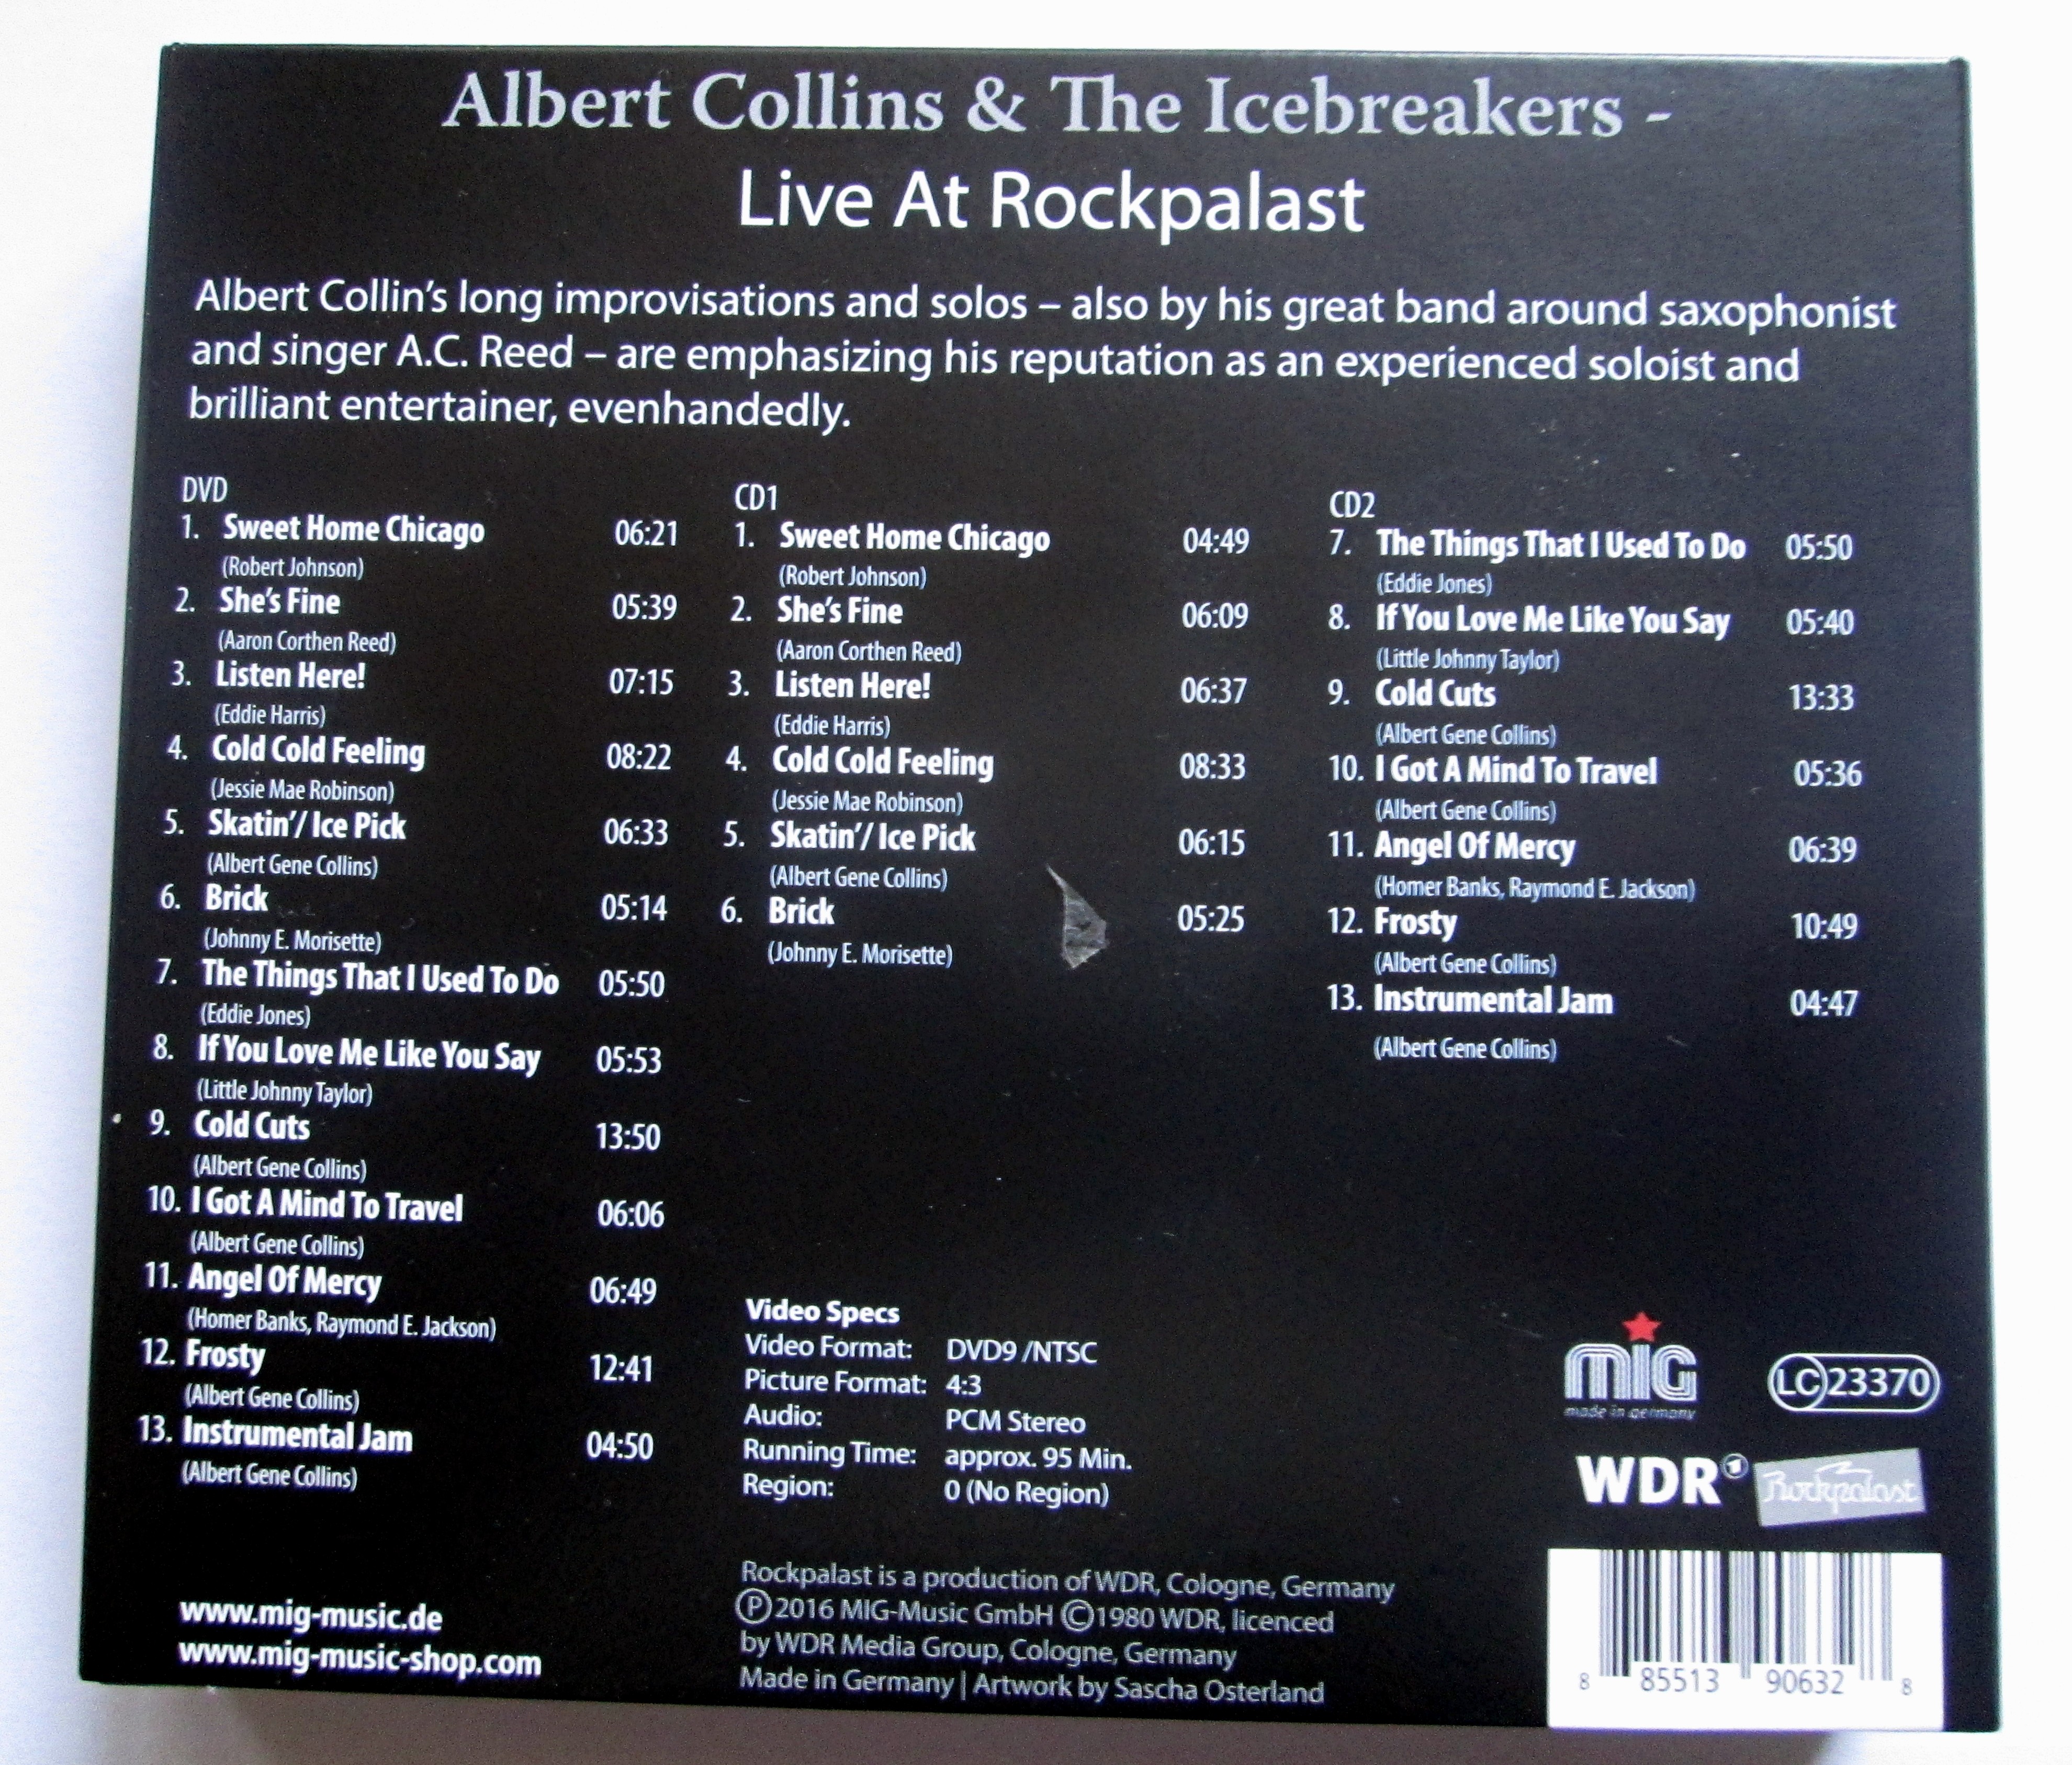 Albert Collins & The Icebreakers -
Live At Rockpalast
Albert Collin's long improvisations and solos – also by his great band around saxophonist
and singer A.C. Reed – are emphasizing his reputation as an experienced soloist and
brilliant entertainer, evenhandedly.
DVD
1. Sweet Home Chicago 06:21
(Robert Johnson)
2. She's Fine 05:39
(Aaron Corthen Reed)
3. Listen Here! 07:15
(Eddie Harris)
4. Cold Cold Feeling 08:22
(Jessie Mae Robinson)
5. Skatin'/ Ice Pick 06:33
(Albert Gene Collins)
6. Brick 05:14
(Johnny E. Morisette)
7. The Things That I Used To Do 05:50
(Eddie Jones)
8. If You Love Me Like You Say 05:53
(Little Johnny Taylor)
9. Cold Cuts 13:50
(Albert Gene Collins)
10. I Got A Mind To Travel 06:06
(Albert Gene Collins)
11. Angel Of Mercy 06:49
(Homer Banks, Raymond E. Jackson)
12. Frosty 12:41
(Albert Gene Collins)
13. Instrumental Jam 04:50
(Albert Gene Collins)
CD1
1. Sweet Home Chicago 04:49
(Robert Johnson)
2. She's Fine 06:09
(Aaron Corthen Reed)
3. Listen Here! 06:37
(Eddie Harris)
4. Cold Cold Feeling 08:33
(Jessie Mae Robinson)
5. Skatin'/ Ice Pick 06:15
(Albert Gene Collins)
6. Brick 05:25
(Johnny E. Morisette)
CD2
7. The Things That I Used To Do 05:50
(Eddie Jones)
8. If You Love Me Like You Say 05:40
(Little Johnny Taylor)
9. Cold Cuts 13:33
(Albert Gene Collins)
10. I Got A Mind To Travel 05:36
(Albert Gene Collins)
11. Angel Of Mercy 06:39
(Homer Banks, Raymond E. Jackson)
12. Frosty 10:49
(Albert Gene Collins)
13. Instrumental Jam 04:47
(Albert Gene Collins)
Video Specs
Video Format: DVD9 /NTSC
Picture Format: 4:3
Audio: PCM Stereo
Running Time: approx. 95 Min.
Region: 0 (No Region)
MIG
made in germany
LC 23370
WDR
Rockpalast
www.mig-music.de
www.mig-music-shop.com
Rockpalast is a production of WDR, Cologne, Germany
Ⓟ2016 MIG-Music GmbH ©1980 WDR, licenced
by WDR Media Group, Cologne, Germany
Made in Germany | Artwork by Sascha Osterland
8 85513 90632 8